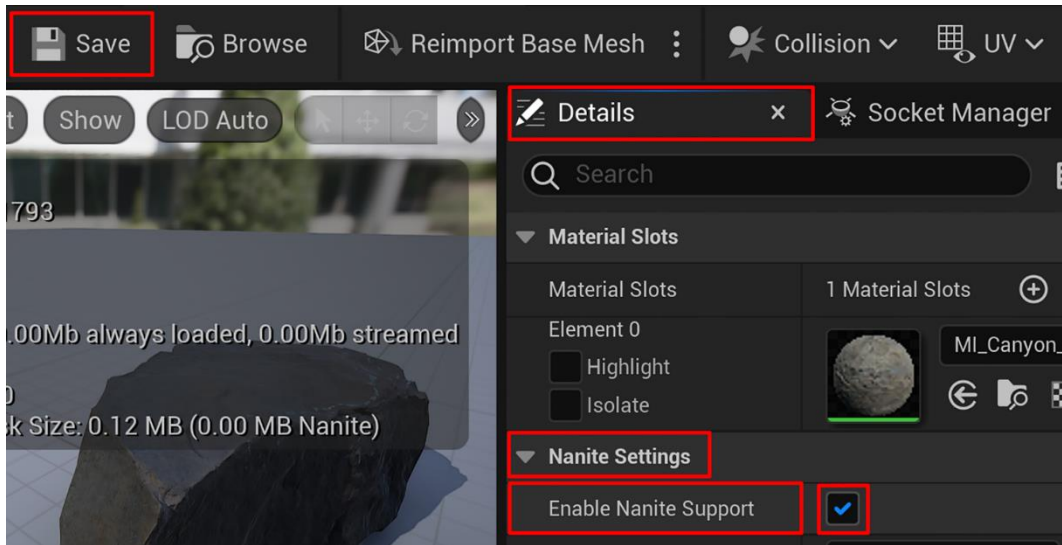 Save Browse Reimport Base Mesh Collision UV
Show LOD Auto
Details Socket Manager
Search
1793
Material Slots
Material Slots 1 Material Slots
.00Mb always loaded, 0.00Mb streamed
Element 0
Highlight
MI_Canyon_
Isolate
Size: 0.12 MB (0.00 MB Nanite)
Nanite Settings
Enable Nanite Support